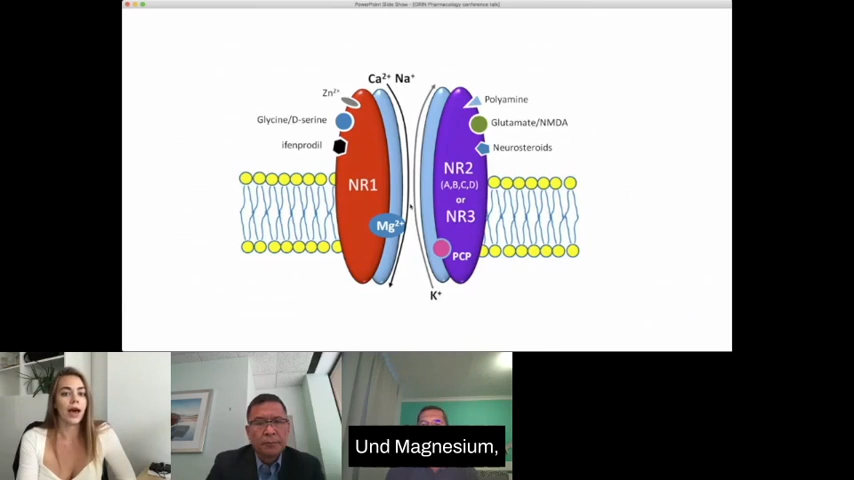 PowerPoint Slide Show - [GRIN Pharmacology conference talk]
Ca²⁺ Na⁺
Zn²⁺
Glycine/D-serine
ifenprodil
Polyamine
Glutamate/NMDA
Neurosteroids
NR1
NR2
(A,B,C,D)
or
NR3
Mg²⁺
PCP
K⁺
Und Magnesium,